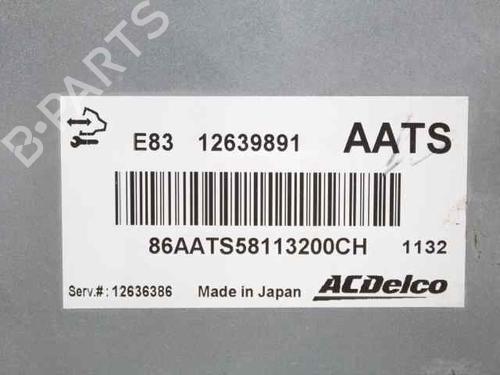 B-PARTS
E83 12639891 AATS
86AATS58113200CH 1132
Serv.#: 12636386 Made in Japan ACDelco